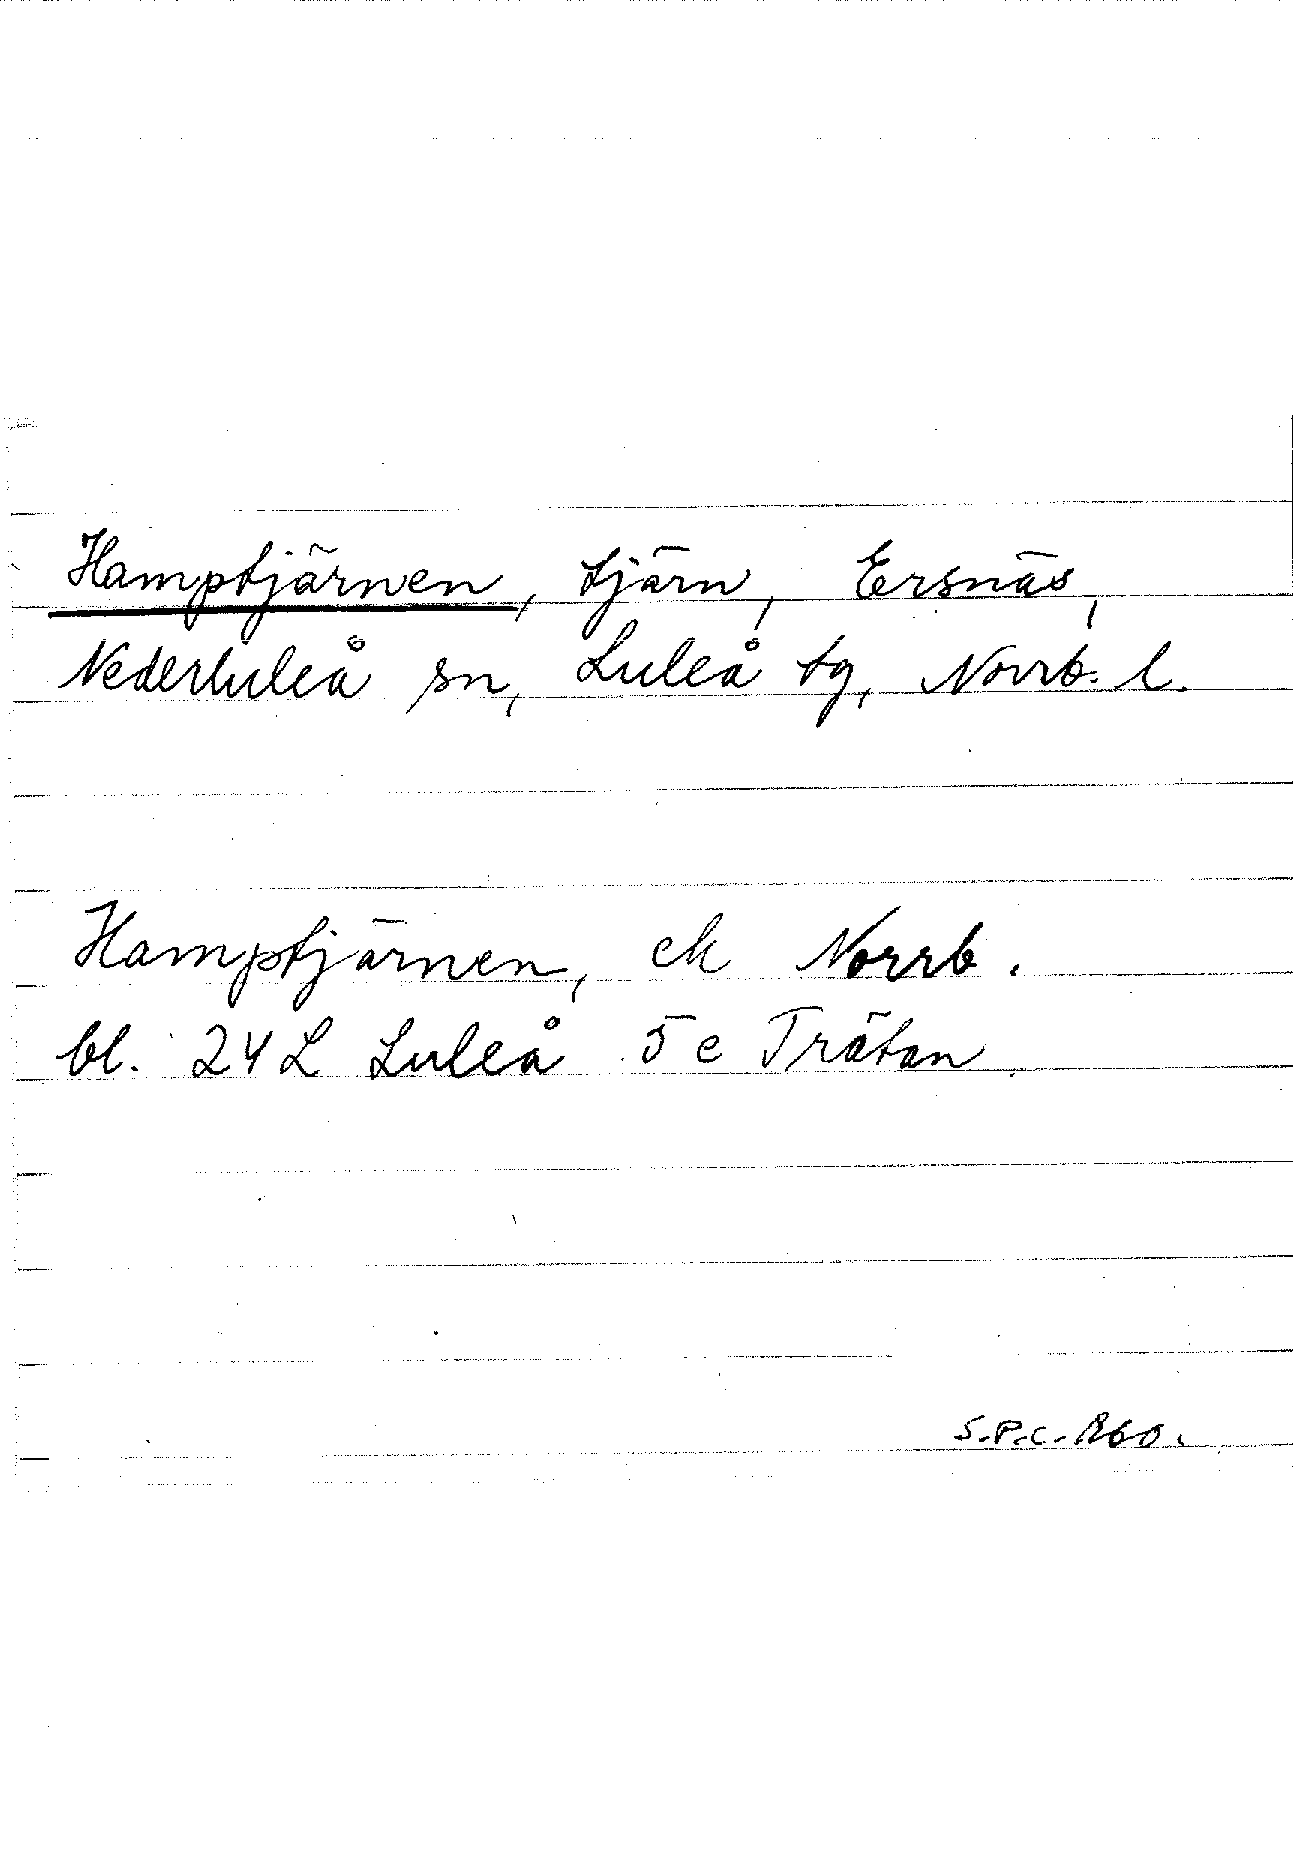 Hamptjärnen, tjärn, Ersnäs,
Nederluleå sn, Luleå tg, Norrb. l.
Hamptjärnen, ek Norrb.
bl. 24 L Luleå 5 e Trätan
S.P.C. R60.